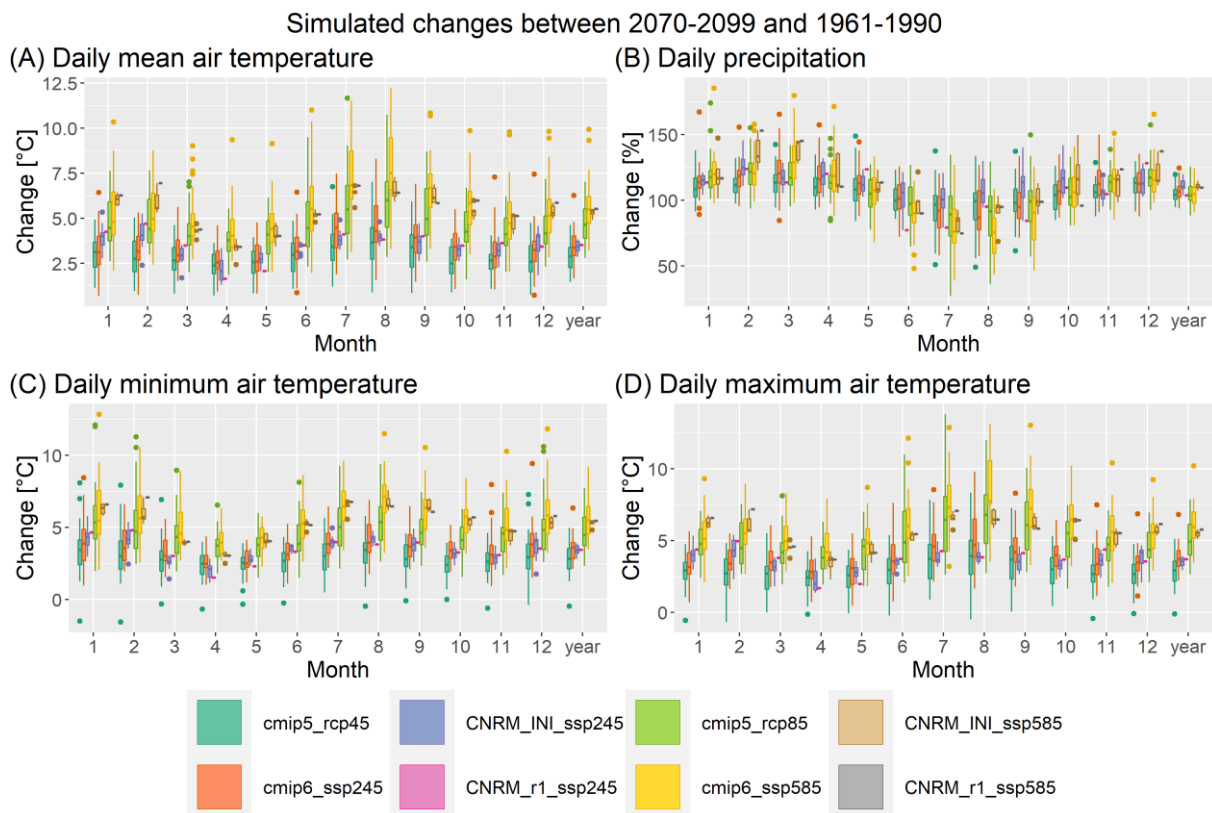 Simulated changes between 2070-2099 and 1961-1990
(A) Daily mean air temperature
Change [°C]
12.5
10.0
7.5
5.0
2.5
1 2 3 4 5 6 7 8 9 10 11 12 year
Month
(B) Daily precipitation
Change [%]
150
100
50
1 2 3 4 5 6 7 8 9 10 11 12 year
Month
(C) Daily minimum air temperature
Change [°C]
10
5
0
1 2 3 4 5 6 7 8 9 10 11 12 year
Month
(D) Daily maximum air temperature
Change [°C]
10
5
0
1 2 3 4 5 6 7 8 9 10 11 12 year
Month
cmip5_rcp45 CNRM_INI_ssp245 cmip5_rcp85 CNRM_INI_ssp585
cmip6_ssp245 CNRM_r1_ssp245 cmip6_ssp585 CNRM_r1_ssp585